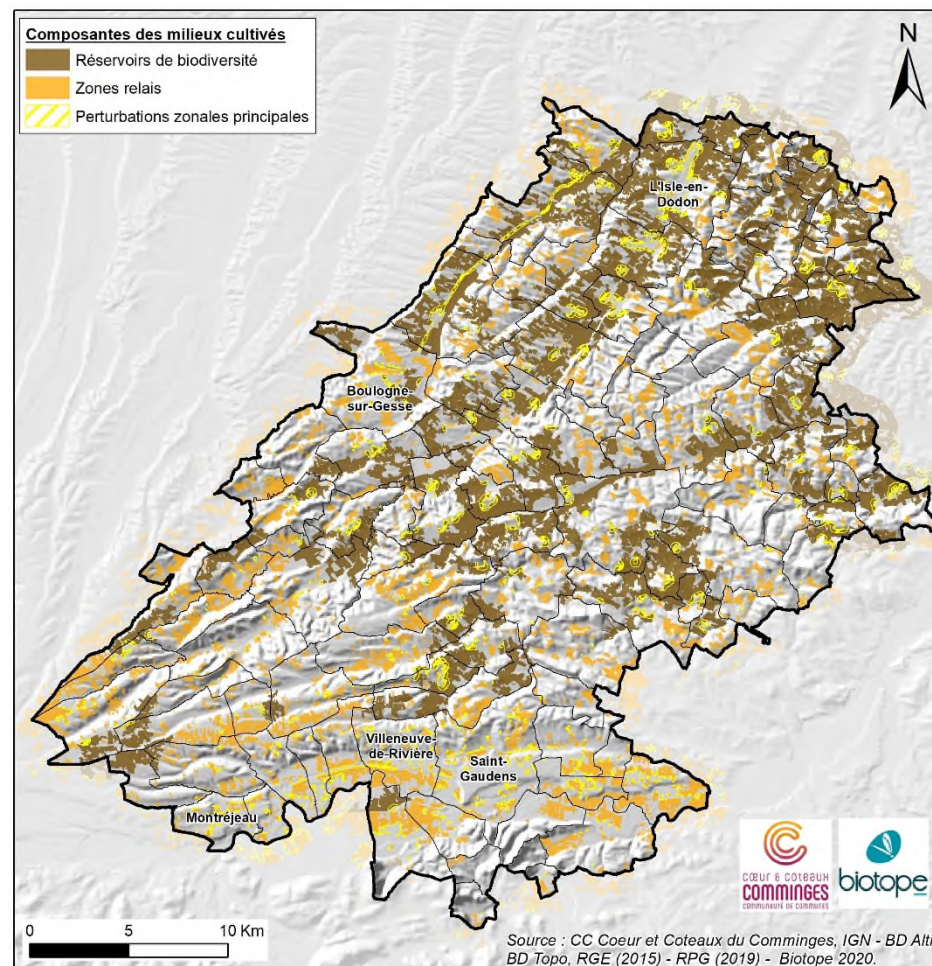 Composantes des milieux cultivés
Réservoirs de biodiversité
Zones relais
Perturbations zonales principales
N
L'Isle-en-
Dodon
Boulogne-
sur-Gesse
Villeneuve-
de-Rivière
Saint-
Gaudens
Montréjeau
CŒUR & COTEAUX
COMMINGES
COMMUNAUTÉ DE COMMUNES
biotope
0 5 10 Km
Source : CC Coeur et Coteaux du Comminges, IGN - BD Alti
BD Topo, RGE (2015) - RPG (2019) - Biotope 2020.